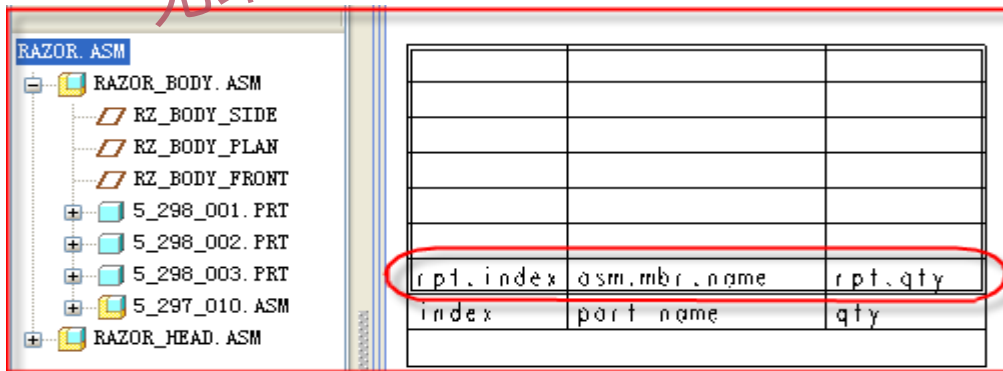 RAZOR.ASM
RAZOR_BODY.ASM
RZ_BODY_SIDE
RZ_BODY_PLAN
RZ_BODY_FRONT
5_298_001.PRT
5_298_002.PRT
5_298_003.PRT
5_297_010.ASM
RAZOR_HEAD.ASM
rpt.index asm.mbr.name rpt.qty
index part name qty